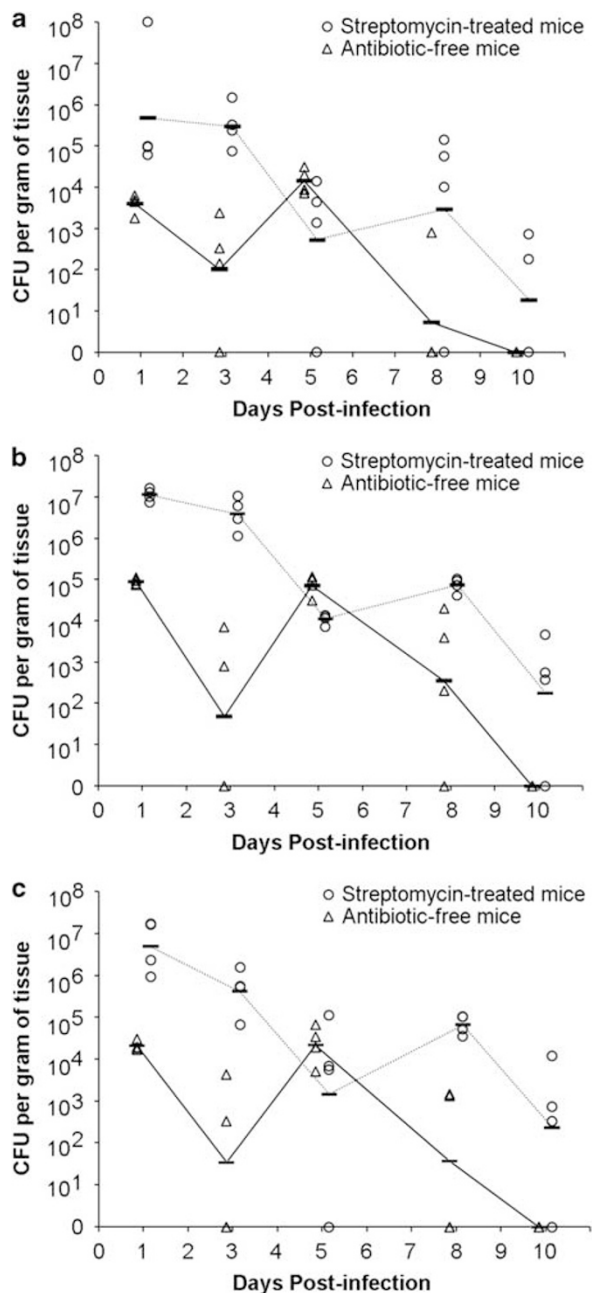 a
Streptomycin-treated mice
Antibiotic-free mice
CFU per gram of tissue
10^8
10^7
10^6
10^5
10^4
10^3
10^2
10^1
0
0 1 2 3 4 5 6 7 8 9 10
Days Post-infection
b
Streptomycin-treated mice
Antibiotic-free mice
CFU per gram of tissue
10^8
10^7
10^6
10^5
10^4
10^3
10^2
10^1
0
0 1 2 3 4 5 6 7 8 9 10
Days Post-infection
c
Streptomycin-treated mice
Antibiotic-free mice
CFU per gram of tissue
10^8
10^7
10^6
10^5
10^4
10^3
10^2
10^1
0
0 1 2 3 4 5 6 7 8 9 10
Days Post-infection